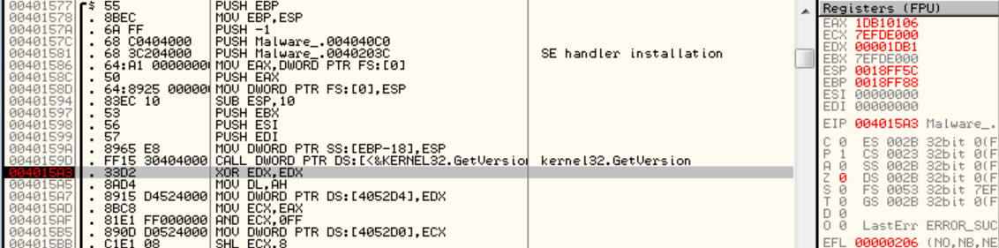 00401577 $ 55 PUSH EBP
00401578 . 8BEC MOV EBP,ESP
0040157A . 6A FF PUSH -1
0040157C . 68 C0404000 PUSH Malware_.004040C0
00401581 . 68 3C204000 PUSH Malware_.0040203C SE handler installation
00401586 . 64:A1 0000000 MOV EAX,DWORD PTR FS:[0]
0040158C . 50 PUSH EAX
0040158D . 64:8925 00000 MOV DWORD PTR FS:[0],ESP
00401594 . 83EC 10 SUB ESP,10
00401597 . 53 PUSH EBX
00401598 . 56 PUSH ESI
00401599 . 57 PUSH EDI
0040159A . 8965 E8 MOV DWORD PTR SS:[EBP-18],ESP
0040159D . FF15 30404000 CALL DWORD PTR DS:[<&KERNEL32.GetVersio kernel32.GetVersion
004015A3 . 33D2 XOR EDX,EDX
004015A5 . 8AD4 MOV DL,AH
004015A7 . 8915 D4524000 MOV DWORD PTR DS:[4052D4],EDX
004015AD . 8BC8 MOV ECX,EAX
004015AF . 81E1 FF000000 AND ECX,0FF
004015B5 . 890D D0524000 MOV DWORD PTR DS:[4052D0],ECX
004015BB . C1E1 08 SHL ECX,8
Registers (FPU)
EAX 1DB10106
ECX 7EFDE000
EDX 00001DB1
EBX 7EFDE000
ESP 0018FF5C
EBP 0018FF88
ESI 00000000
EDI 00000000
EIP 004015A3 Malware_.
C 0 ES 002B 32bit 0(F
P 1 CS 0023 32bit 0(F
A 0 SS 002B 32bit 0(F
Z 0 DS 002B 32bit 0(F
S 0 FS 0053 32bit 7EF
T 0 GS 002B 32bit 0(F
D 0
O 0 LastErr ERROR_SUC
EFL 00000206 (NO,NB,NE